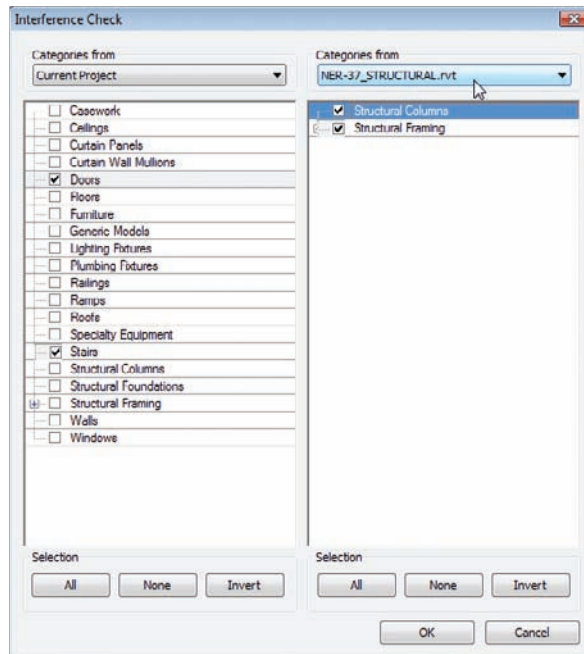 Interference Check
Categories from
Current Project
Casework
Ceilings
Curtain Panels
Curtain Wall Mullions
Doors
Floors
Furniture
Generic Models
Lighting Fixtures
Plumbing Fixtures
Railings
Ramps
Roofs
Specialty Equipment
Stairs
Structural Columns
Structural Foundations
Structural Framing
Walls
Windows
Selection
All None Invert
Categories from
NER-37_STRUCTURAL.rvt
Structural Columns
Structural Framing
Selection
All None Invert
OK Cancel